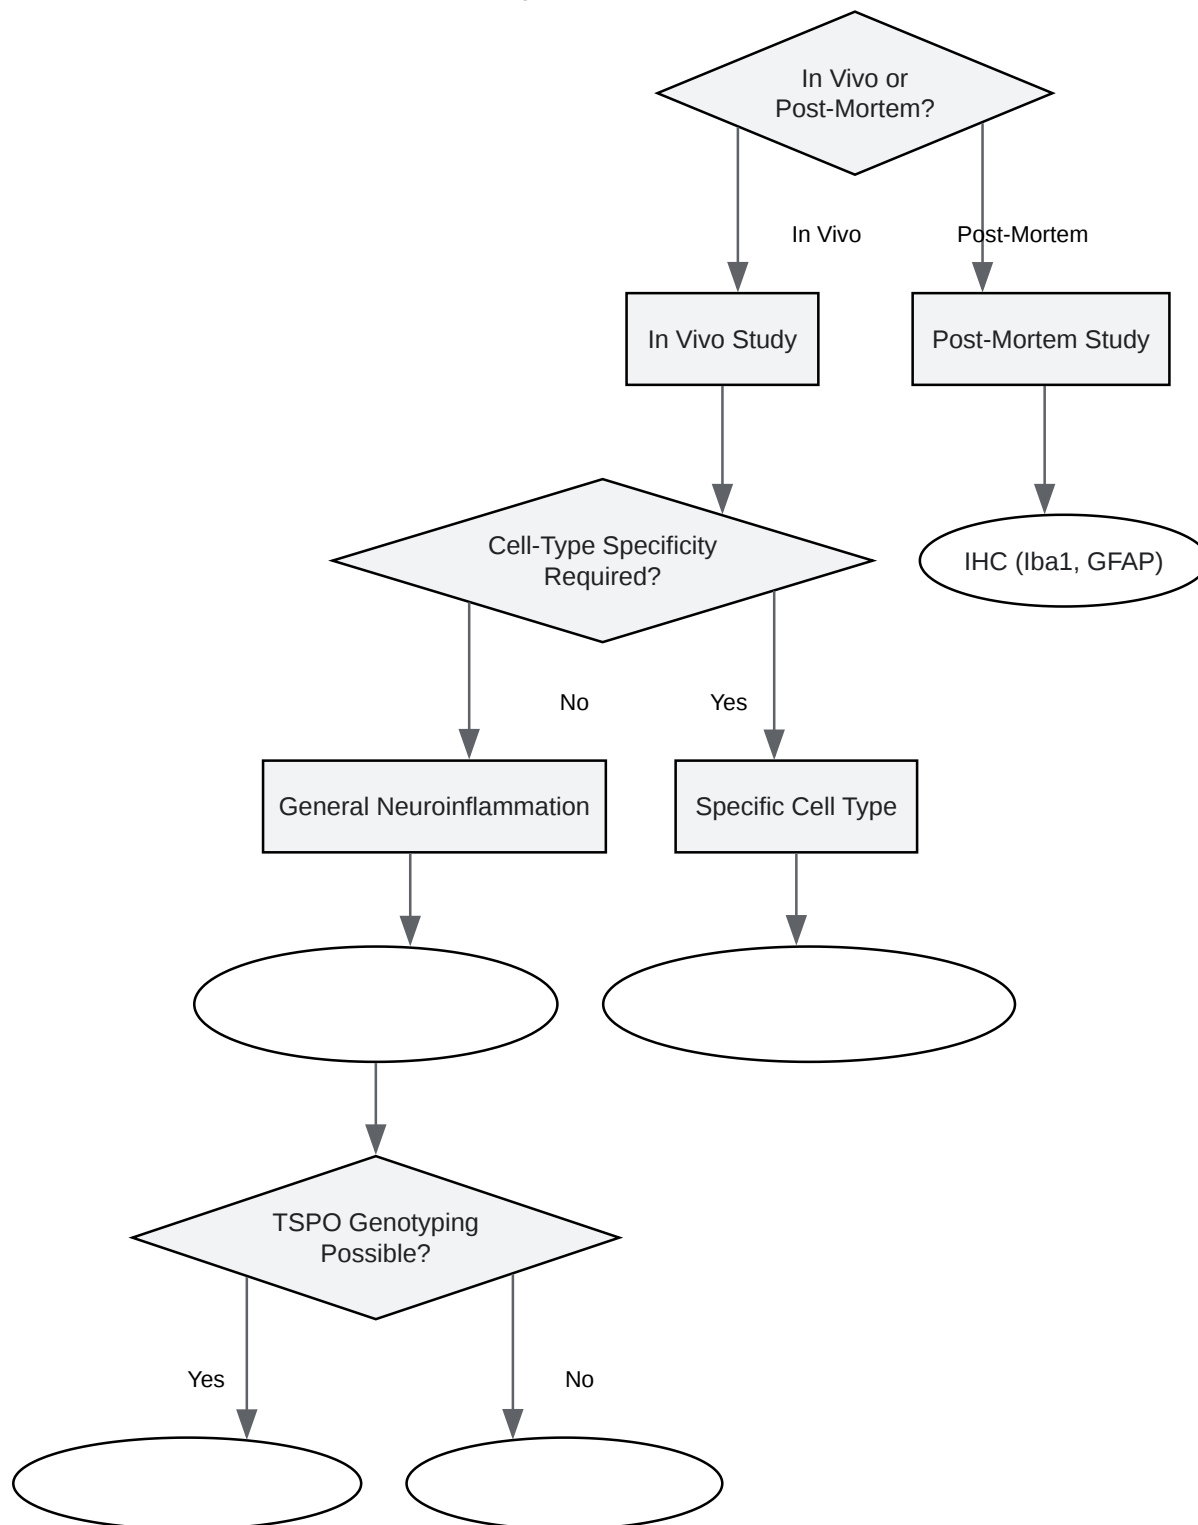 In Vivo or
Post-Mortem?
In Vivo
Post-Mortem
In Vivo Study
Post-Mortem Study
Cell-Type Specificity
Required?
IHC (Iba1, GFAP)
No
Yes
General Neuroinflammation
Specific Cell Type
TSPO Genotyping
Possible?
Yes
No